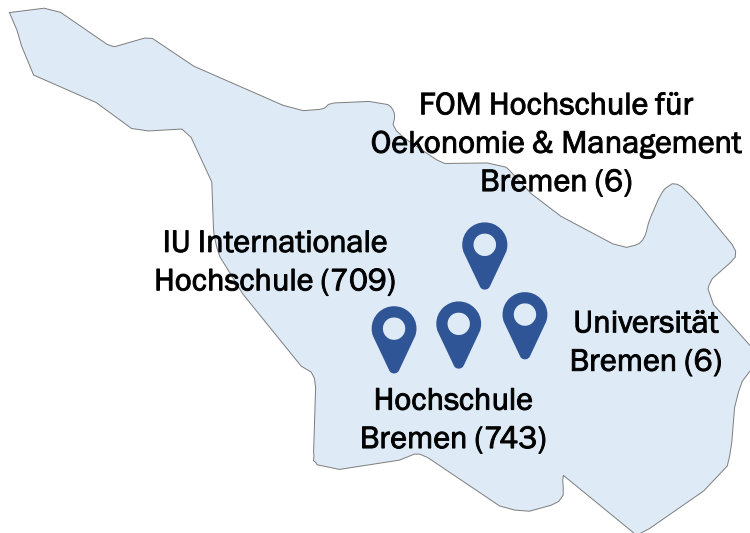 FOM Hochschule für
Oekonomie & Management
Bremen (6)
IU Internationale
Hochschule (709)
Universität
Bremen (6)
Hochschule
Bremen (743)